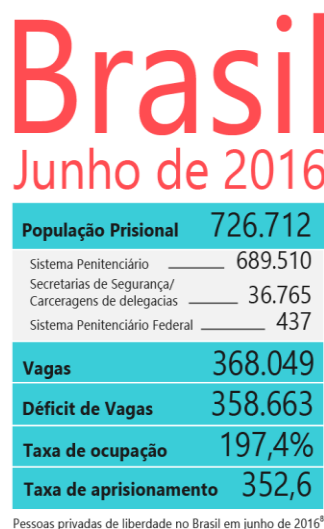 Brasil
Junho de 2016
População Prisional 726.712
Sistema Penitenciário 689.510
Secretarias de Segurança/
Carceragens de delegacias 36.765
Sistema Penitenciário Federal 437
Vagas 368.049
Déficit de Vagas 358.663
Taxa de ocupação 197,4%
Taxa de aprisionamento 352,6
Pessoas privadas de liberdade no Brasil em junho de 2016⁸